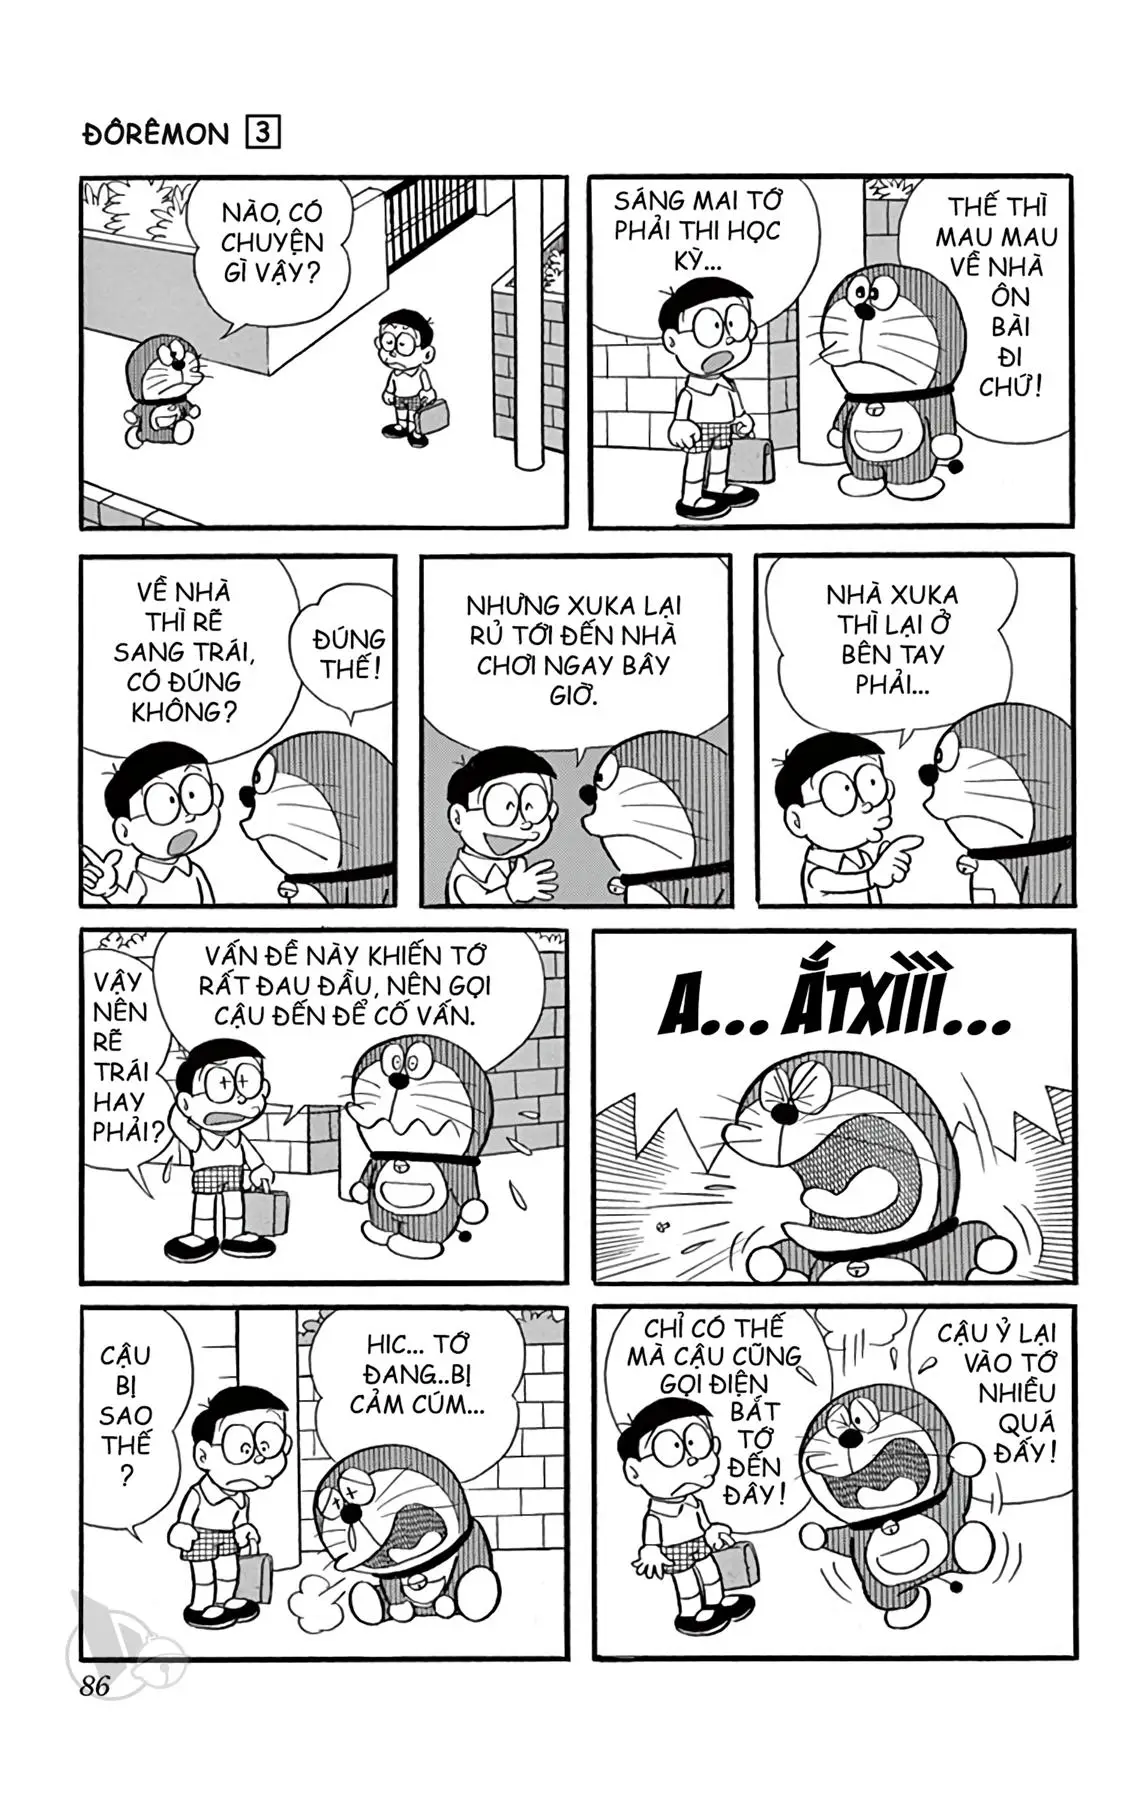 ĐÔRÊMON 3
NÀO, CÓ
CHUYỆN
GÌ VẬY?
SÁNG MAI TỚ
PHẢI THI HỌC
KỲ...
THẾ THÌ
MAU MAU
VỀ NHÀ
ÔN
BÀI
ĐI
CHỨ!
VỀ NHÀ
THÌ RẼ
SANG TRÁI,
CÓ ĐÚNG
KHÔNG?
ĐÚNG
THẾ!
NHƯNG XUKA LẠI
RỦ TỚI ĐẾN NHÀ
CHƠI NGAY BÂY
GIỜ.
NHÀ XUKA
THÌ LẠI Ở
BÊN TAY
PHẢI...
VẬY
NÊN
RẼ
TRÁI
HAY
PHẢI?
VẤN ĐỀ NÀY KHIẾN TỚ
RẤT ĐAU ĐẦU, NÊN GỌI
CẬU ĐẾN ĐỂ CỐ VẤN.
A... ẮTXÌÌÌ...
CẬU
BỊ
SAO
THẾ
?
HIC... TỚ
ĐANG..BỊ
CẢM CÚM...
CHỈ CÓ THẾ
MÀ CẬU CŨNG
GỌI ĐIỆN
BẮT
TỚ
ĐẾN
ĐÂY!
CẬU Ỷ LẠI
VÀO TỚ
NHIỀU
QUÁ
ĐẤY!
86